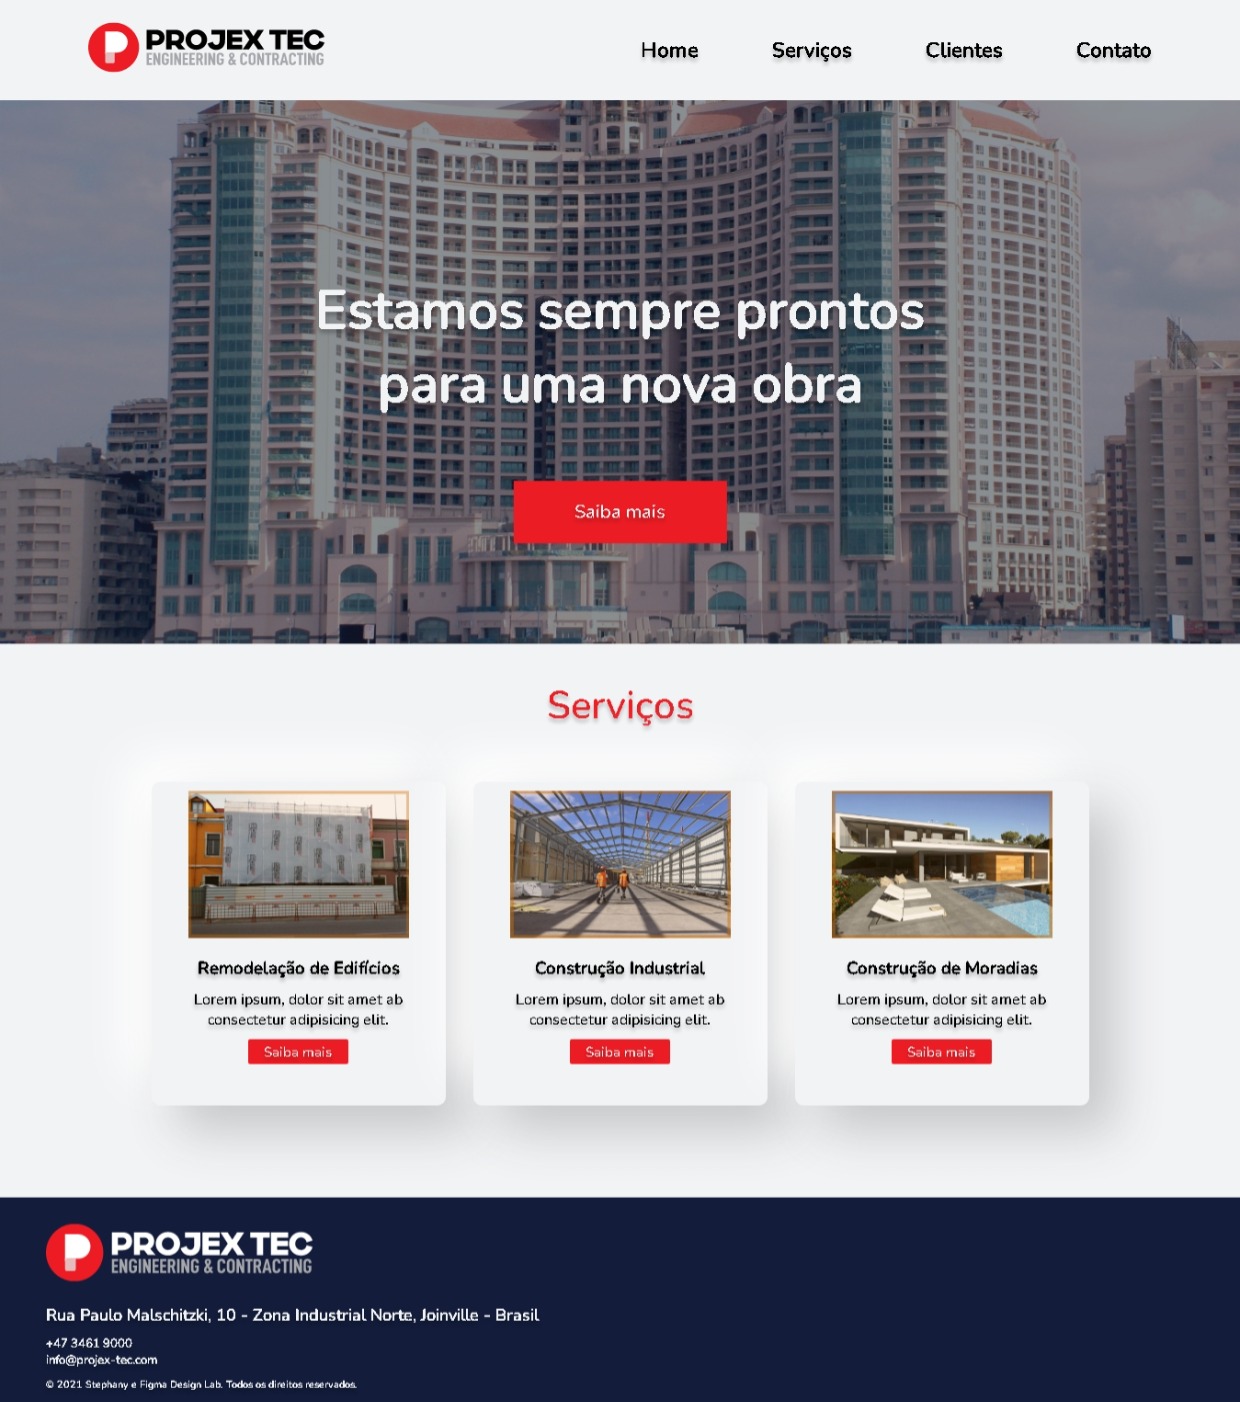 PROJEX TEC
ENGINEERING & CONTRACTING
Home Serviços Clientes Contato
Estamos sempre prontos
para uma nova obra
Saiba mais
Serviços
Remodelação de Edifícios
Lorem ipsum, dolor sit amet ab
consectetur adipisicing elit.
Saiba mais
Construção Industrial
Lorem ipsum, dolor sit amet ab
consectetur adipisicing elit.
Saiba mais
Construção de Moradias
Lorem ipsum, dolor sit amet ab
consectetur adipisicing elit.
Saiba mais
PROJEX TEC
ENGINEERING & CONTRACTING
Rua Paulo Malschitzki, 10 - Zona Industrial Norte, Joinville - Brasil
+47 3461 9000
info@projex-tec.com
© 2021 Stephany e Figma Design Lab. Todos os direitos reservados.